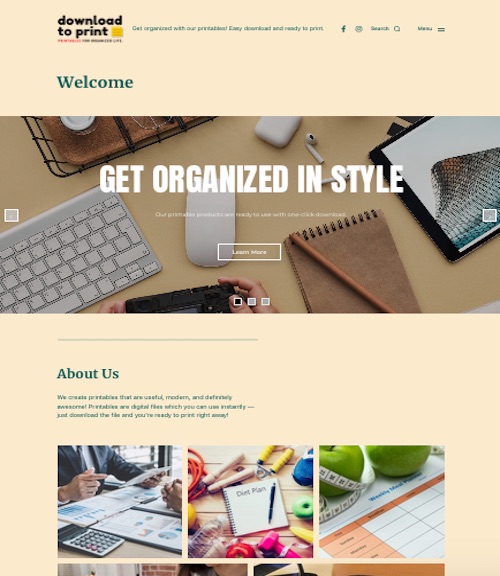 download
to print
PRINTABLES FOR ORGANIZED LIFE.
Get organized with our printables! Easy download and ready to print.
Search
Menu
Welcome
GET ORGANIZED IN STYLE
Our printable products are ready to use with one-click download.
Learn More
About Us
We create printables that are useful, modern, and definitely
awesome! Printables are digital files which you can use instantly —
just download the file and you're ready to print right away!
Diet Plan
Weekly Meal